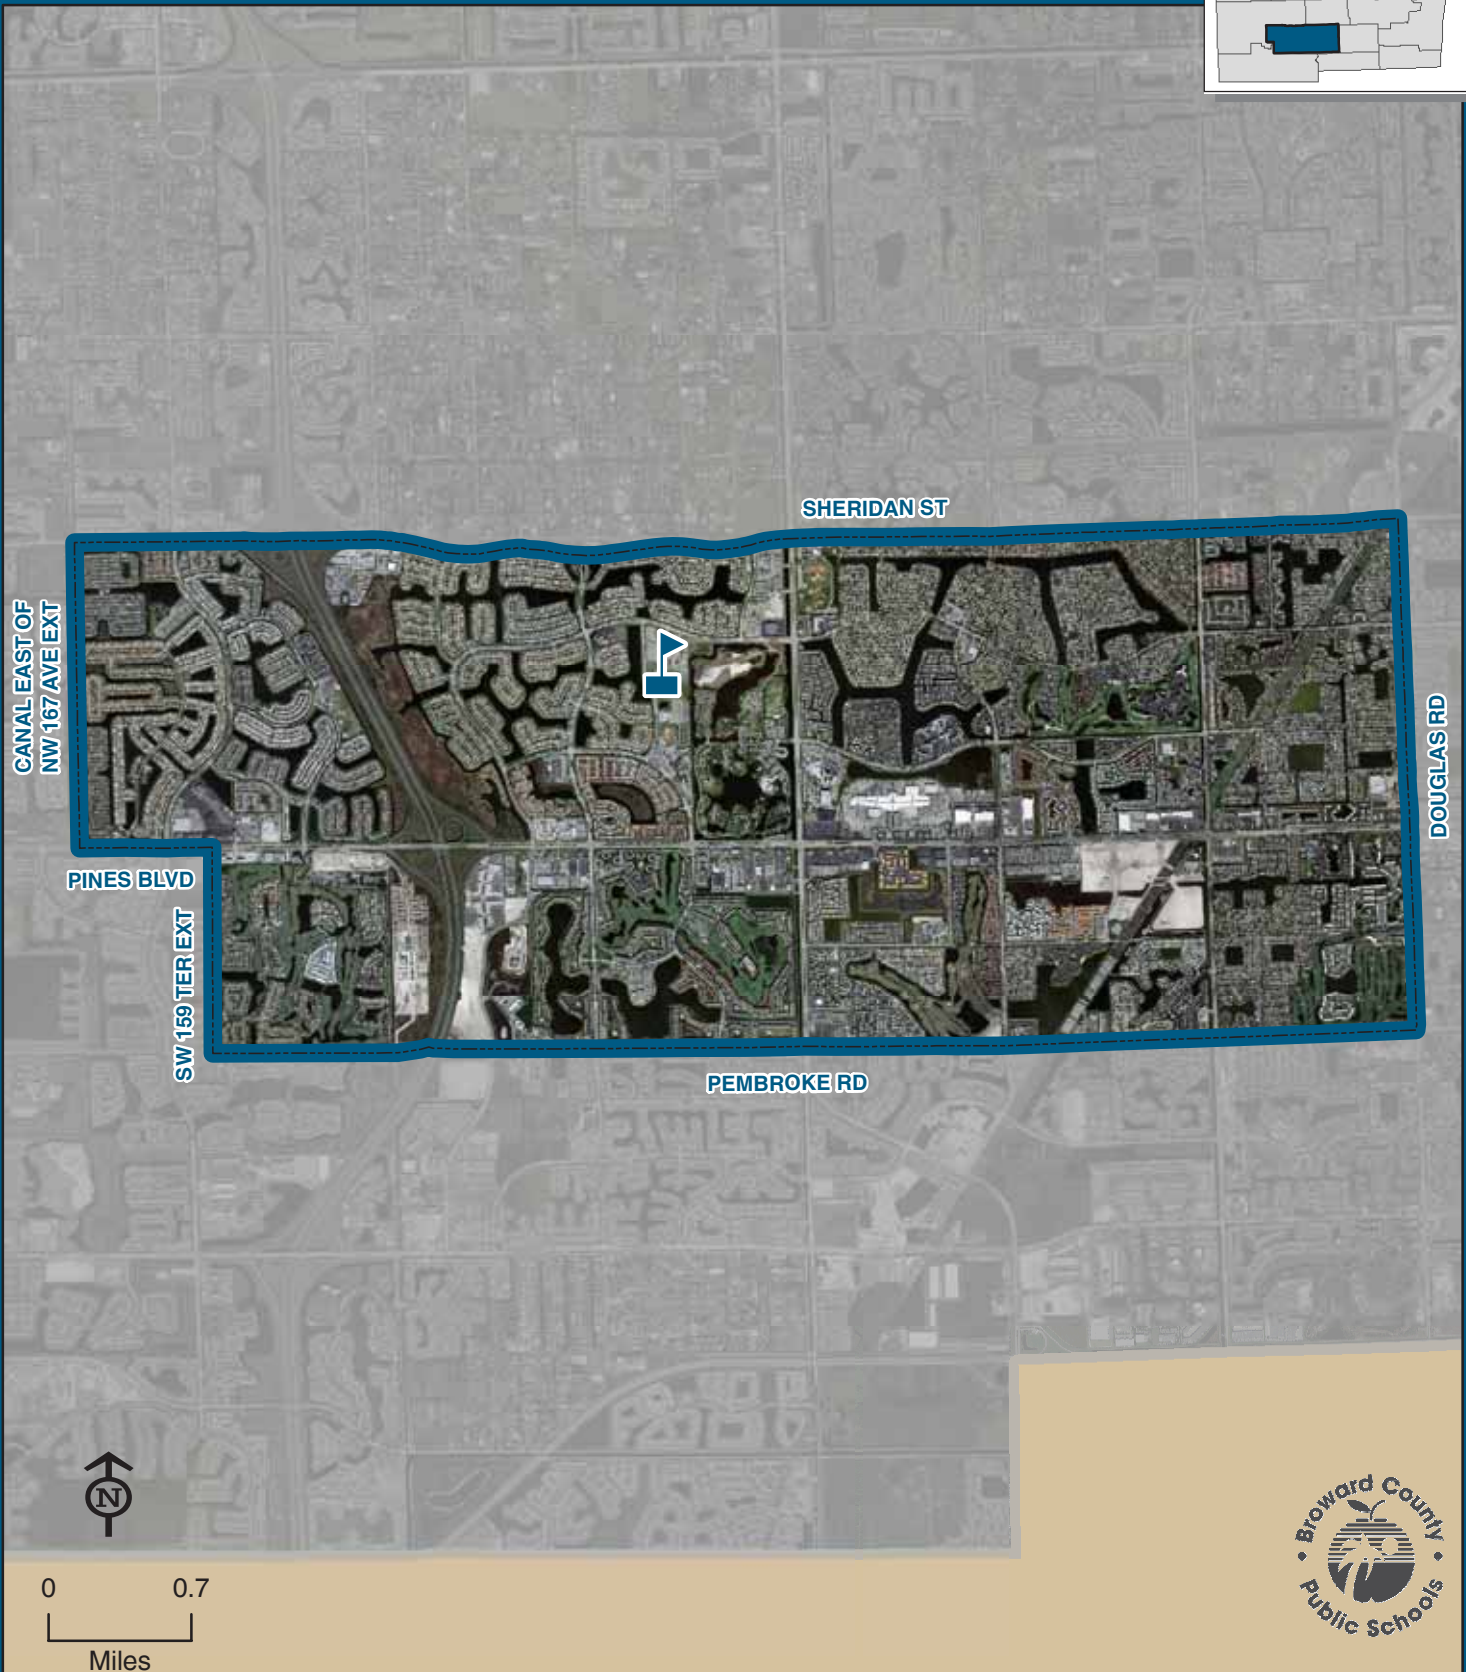 SHERIDAN ST
CANAL EAST OF
NW 167 AVE EXT
DOUGLAS RD
PINES BLVD
SW 159 TER EXT
PEMBROKE RD
N
0 0.7
Miles
Broward County
Public Schools